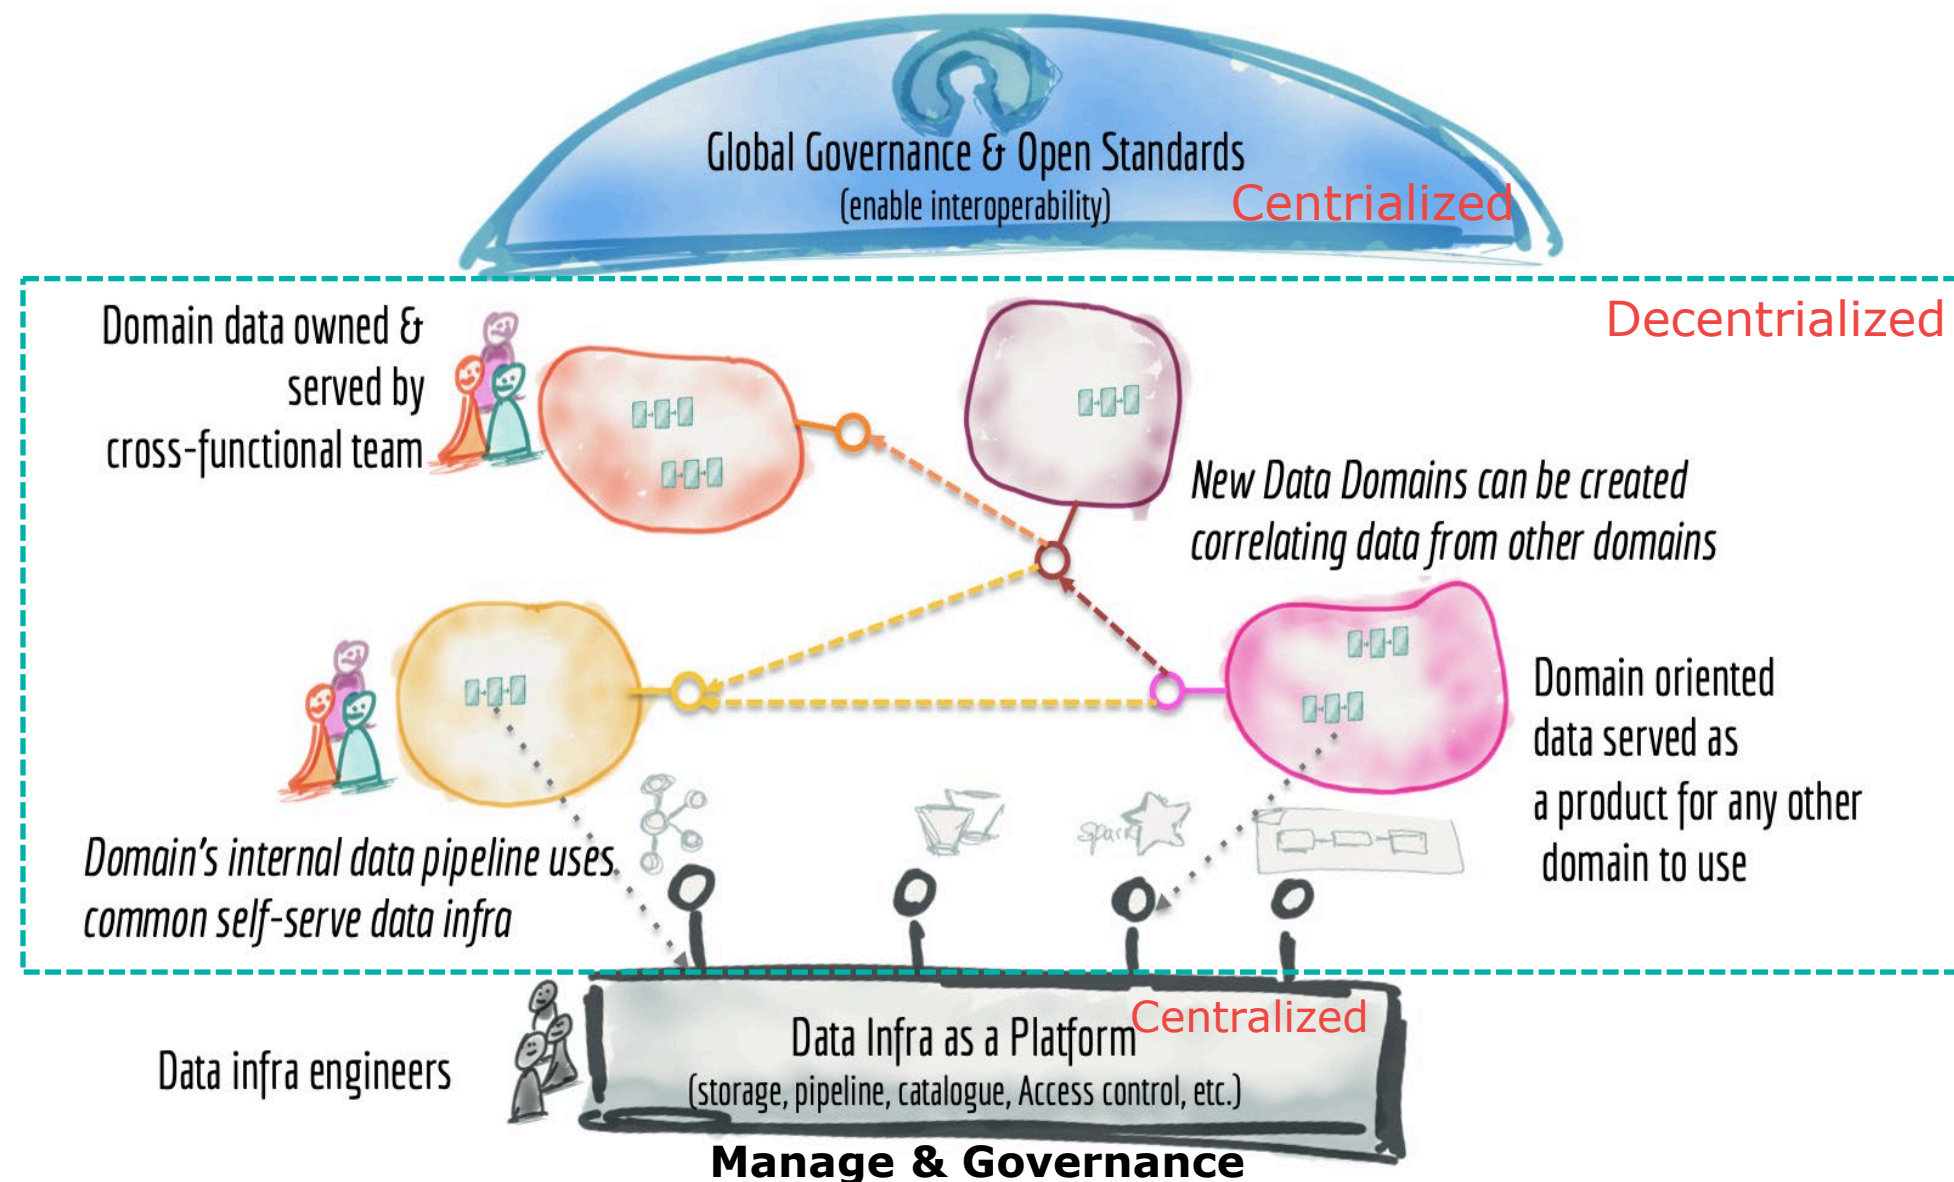 Global Governance & Open Standards
(enable interoperability)
Centrialized
Decentrialized
Domain data owned &
served by
cross-functional team
New Data Domains can be created
correlating data from other domains
Domain oriented
data served as
a product for any other
domain to use
Domain's internal data pipeline uses
common self-serve data infra
Spark
Data infra engineers
Data Infra as a Platform
Centralized
(storage, pipeline, catalogue, Access control, etc.)
Manage & Governance